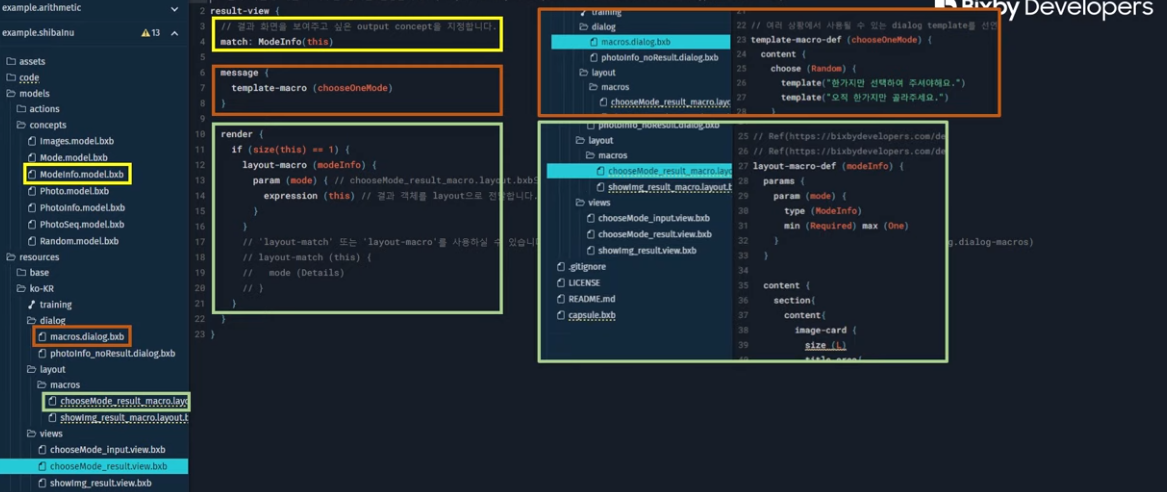 example.arithmetic
example.shibaInu
13
assets
code
models
actions
concepts
Images.model.bxb
Mode.model.bxb
ModeInfo.model.bxb
Photo.model.bxb
PhotoInfo.model.bxb
PhotoSeq.model.bxb
Random.model.bxb
resources
base
ko-KR
training
dialog
macros.dialog.bxb
photoInfo_noResult.dialog.bxb
layout
macros
chooseMode_result_macro.layo
showImg_result_macro.layout.b
views
chooseMode_input.view.bxb
chooseMode_result.view.bxb
showImg_result.view.bxb
2 result-view {
3 // 결과 화면을 보여주고 싶은 output concept을 지정합니다.
4 match: ModeInfo(this)
5
6 message {
7 template-macro (chooseOneMode)
8 }
9
10 render {
11 if (size(this) == 1) {
12 layout-macro (modeInfo) {
13 param (mode) { // chooseMode_result_macro.layout.bxb
14 expression (this) // 결과 객체를 layout으로 전달합니다.
15 }
16 }
17 // 'layout-match' 또는 'layout-macro'를 사용하실 수 있습니
18 // layout-match (this) {
19 // mode (Details)
20 // }
21 }
22 }
23 }
Bixby Developers
training
dialog
macros.dialog.bxb
photoInfo_noResult.dialog.bxb
layout
macros
chooseMode_result_macro.layo
22 // 여러 상황에서 사용될 수 있는 dialog template를 선언
23 template-macro-def (chooseOneMode) {
24 content {
25 choose (Random) {
26 template("한가지만 선택하여 주셔야해요.")
27 template("오직 한가지만 골라주세요.")
28 }
photoInfo_noResult.dialog.bxb
layout
macros
chooseMode_result_macro.layo
showImg_result_macro.layout.b
views
chooseMode_input.view.bxb
chooseMode_result.view.bxb
showImg_result.view.bxb
.gitignore
LICENSE
README.md
capsule.bxb
25 // Ref(https://bixbydevelopers.com/de
26 // Ref(https://bixbydevelopers.com/de
27 layout-macro-def (modeInfo) {
28 params {
29 param (mode) {
30 type (ModeInfo)
31 min (Required) max (One)
32 }
33 }
34
35 content {
36 section{
37 content{
38 image-card {
39 size (L)
g.dialog-macros)